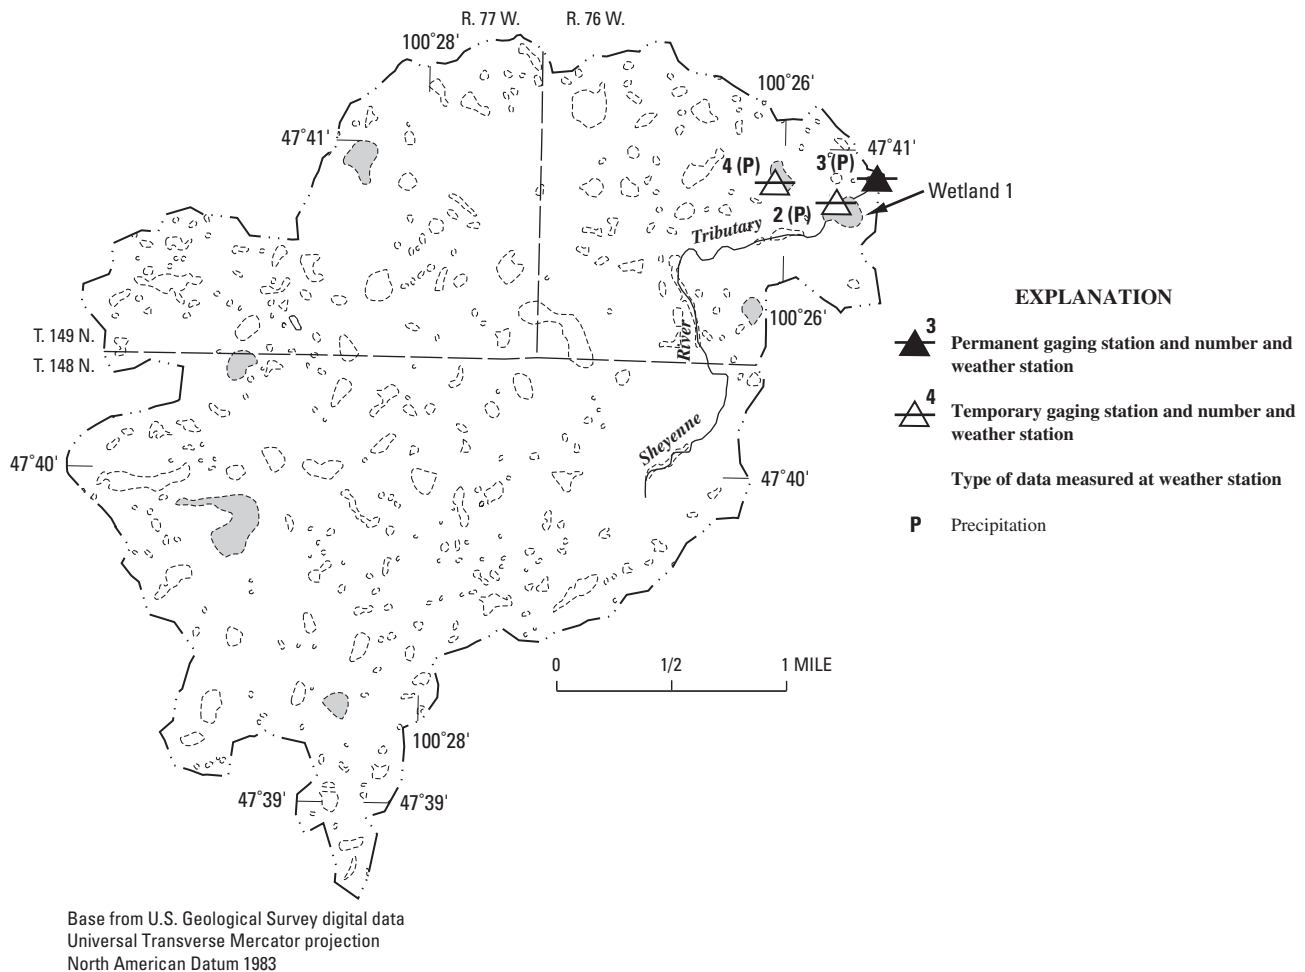 R. 77 W. R. 76 W.
100°28'
100°26'
47°41'
47°41'
4 (P)
3 (P)
Wetland 1
2 (P)
Tributary
EXPLANATION
100°26'
3
Permanent gaging station and number and
weather station
T. 149 N.
T. 148 N.
River
4
Temporary gaging station and number and
weather station
Sheyenne
47°40'
47°40'
Type of data measured at weather station
P Precipitation
0 1/2 1 MILE
100°28'
47°39'
47°39'
Base from U.S. Geological Survey digital data
Universal Transverse Mercator projection
North American Datum 1983